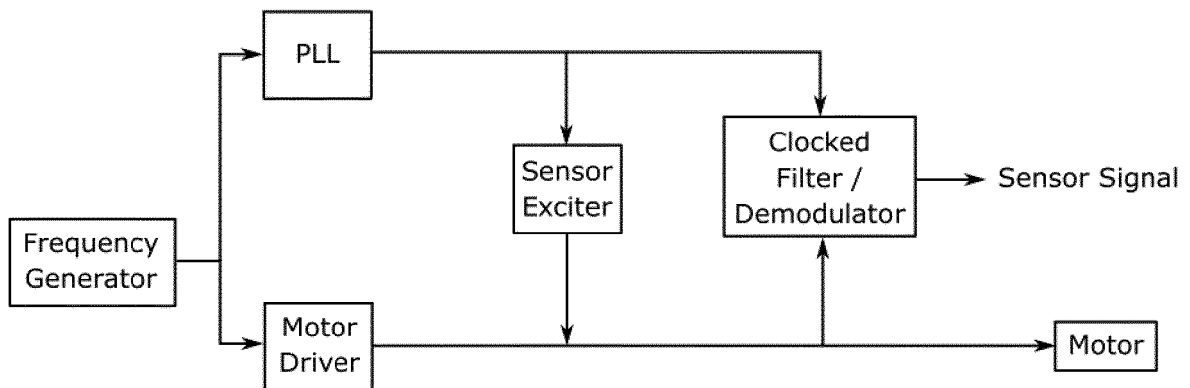 PLL
Sensor
Exciter
Clocked
Filter /
Demodulator
Sensor Signal
Frequency
Generator
Motor
Driver
Motor